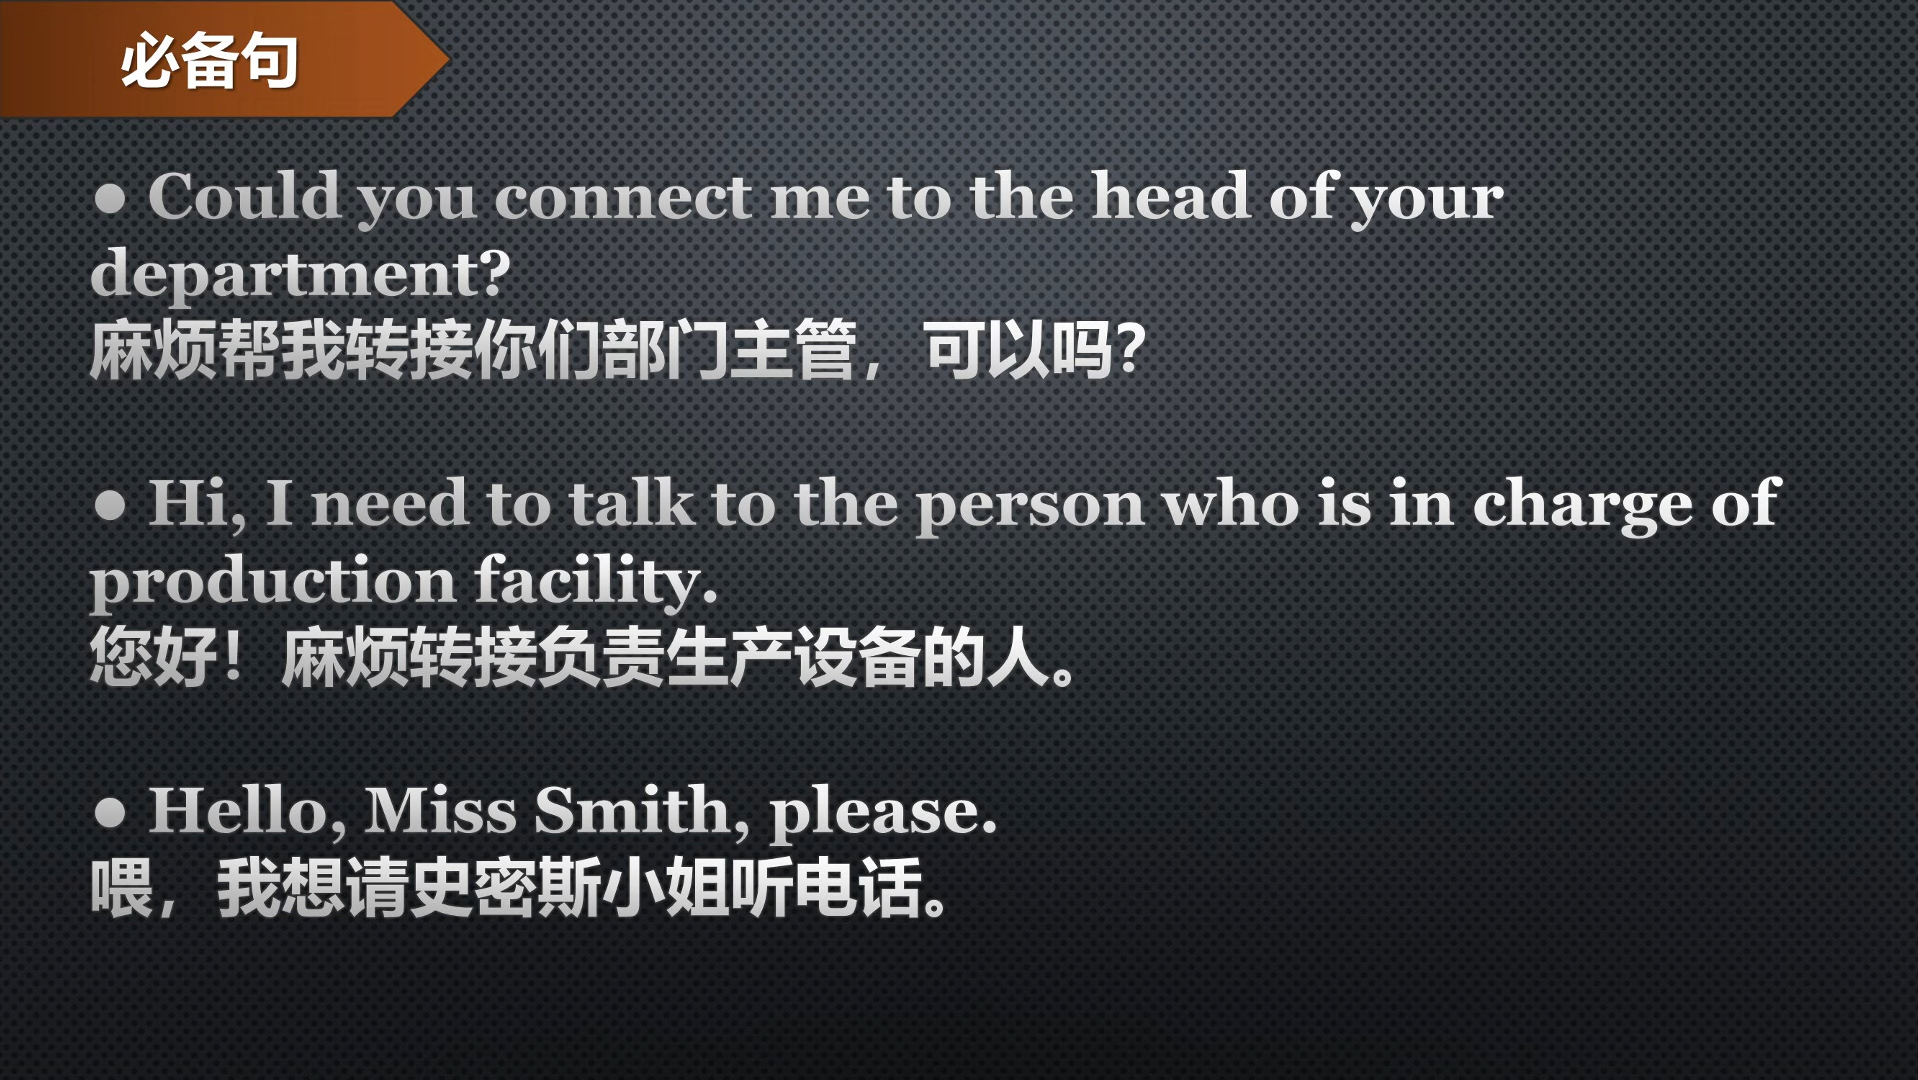 必备句
● Could you connect me to the head of your
department?
麻烦帮我转接你们部门主管，可以吗？
● Hi, I need to talk to the person who is in charge of
production facility.
您好！麻烦转接负责生产设备的人。
● Hello, Miss Smith, please.
喂，我想请史密斯小姐听电话。